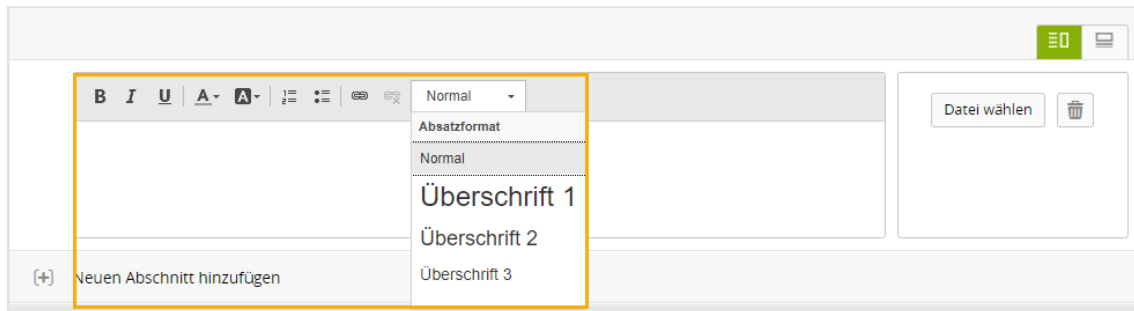 B I U A A Normal
Datei wählen
Absatzformat
Normal
Überschrift 1
Überschrift 2
Überschrift 3
Neuen Abschnitt hinzufügen